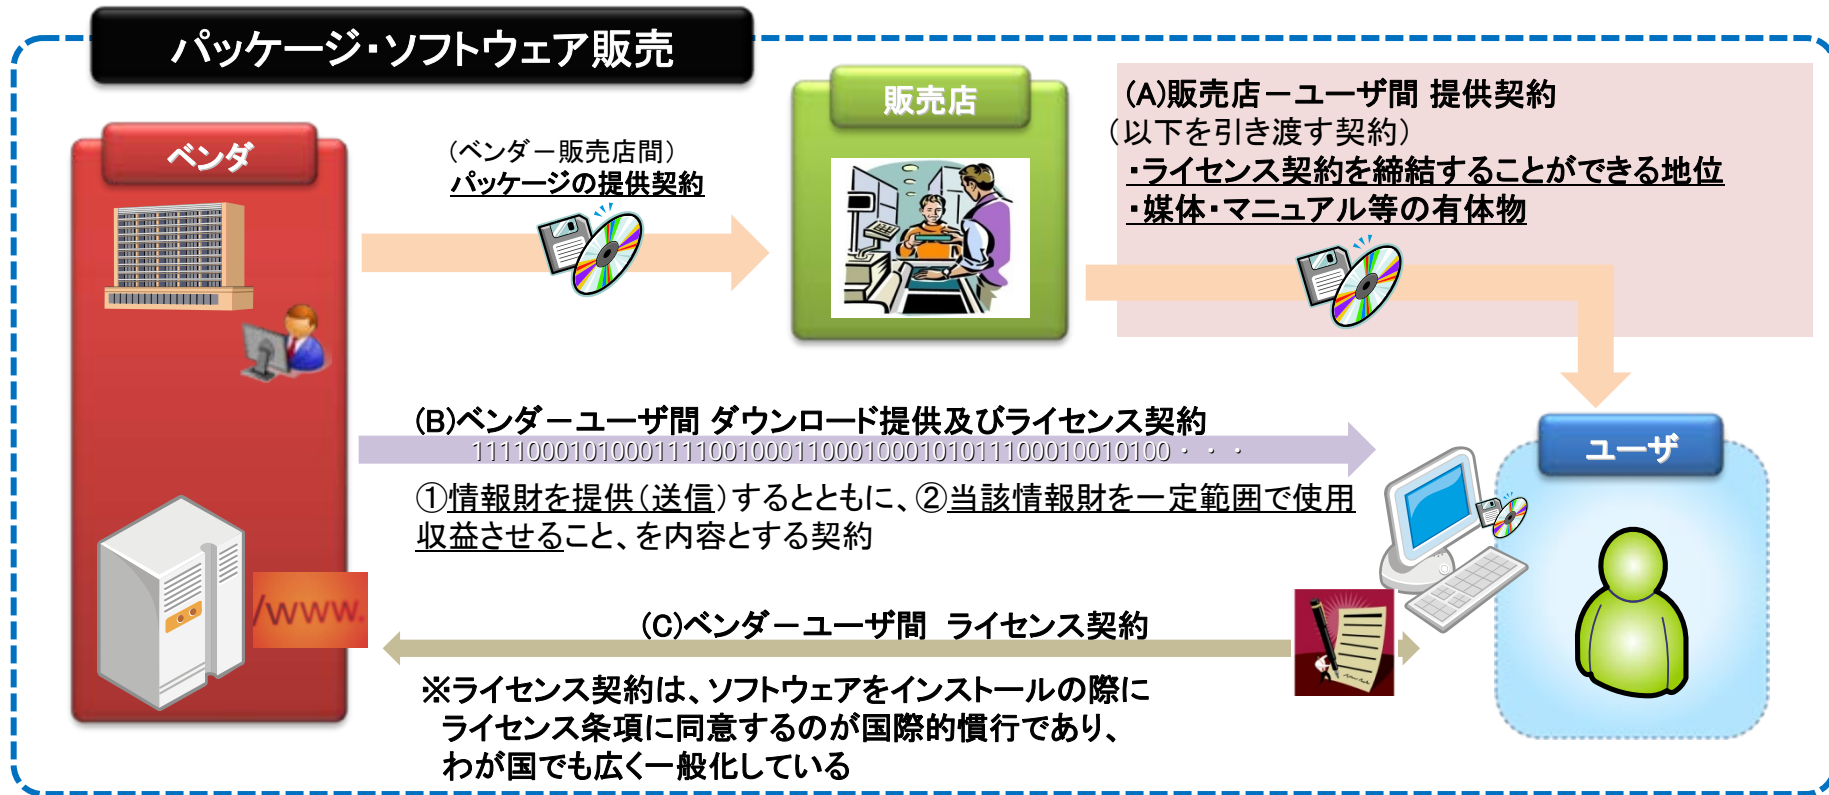 パッケージ・ソフトウェア販売
ベンダ
(ベンダ－販売店間)
パッケージの提供契約
販売店
(A)販売店－ユーザ間 提供契約
(以下を引き渡す契約)
・ライセンス契約を締結することができる地位
・媒体・マニュアル等の有体物
(B)ベンダ－ユーザ間 ダウンロード提供及びライセンス契約
1111000101000111100100011000100010101110001001010０・・・
①情報財を提供(送信)するとともに、②当該情報財を一定範囲で使用
収益させること、を内容とする契約
ユーザ
/www.
(C)ベンダ－ユーザ間 ライセンス契約
※ライセンス契約は、ソフトウェアをインストールの際に
ライセンス条項に同意するのが国際的慣行であり、
わが国でも広く一般化している